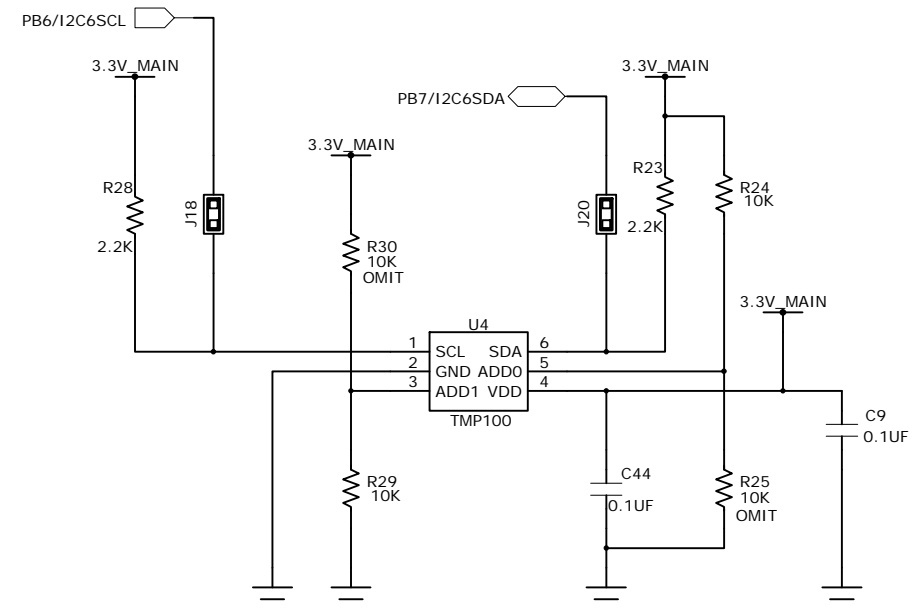 PB6/I2C6SCL
3.3V_MAIN
3.3V_MAIN
PB7/I2C6SDA
3.3V_MAIN
R28
2.2K
J18
R30
10K
OMIT
J20
R23
2.2K
R24
10K
3.3V_MAIN
U4
1 SCL SDA 6
2 GND ADD0 5
3 ADD1 VDD 4
TMP100
C9
0.1UF
R29
10K
C44
0.1UF
R25
10K
OMIT